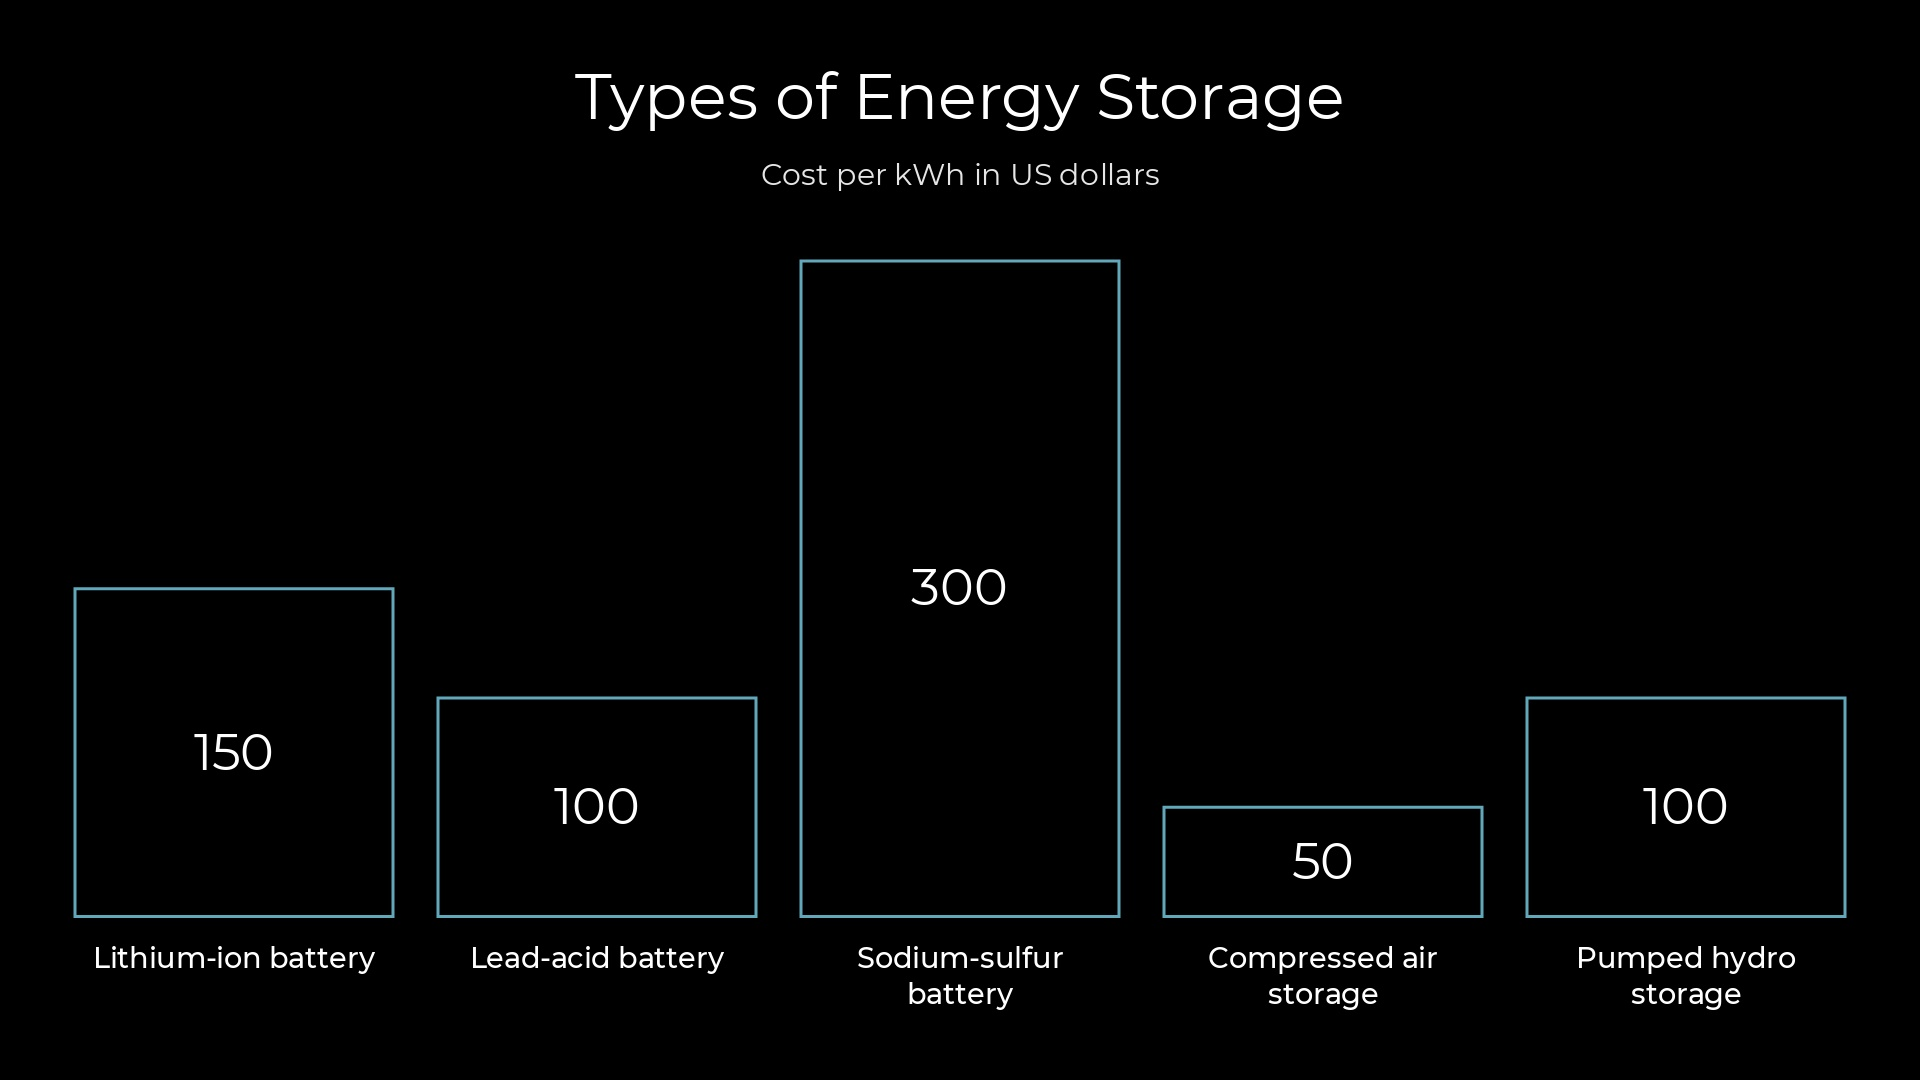 Types of Energy Storage
Cost per kWh in US dollars
150
100
300
50
100
Lithium-ion battery
Lead-acid battery
Sodium-sulfur
battery
Compressed air
storage
Pumped hydro
storage